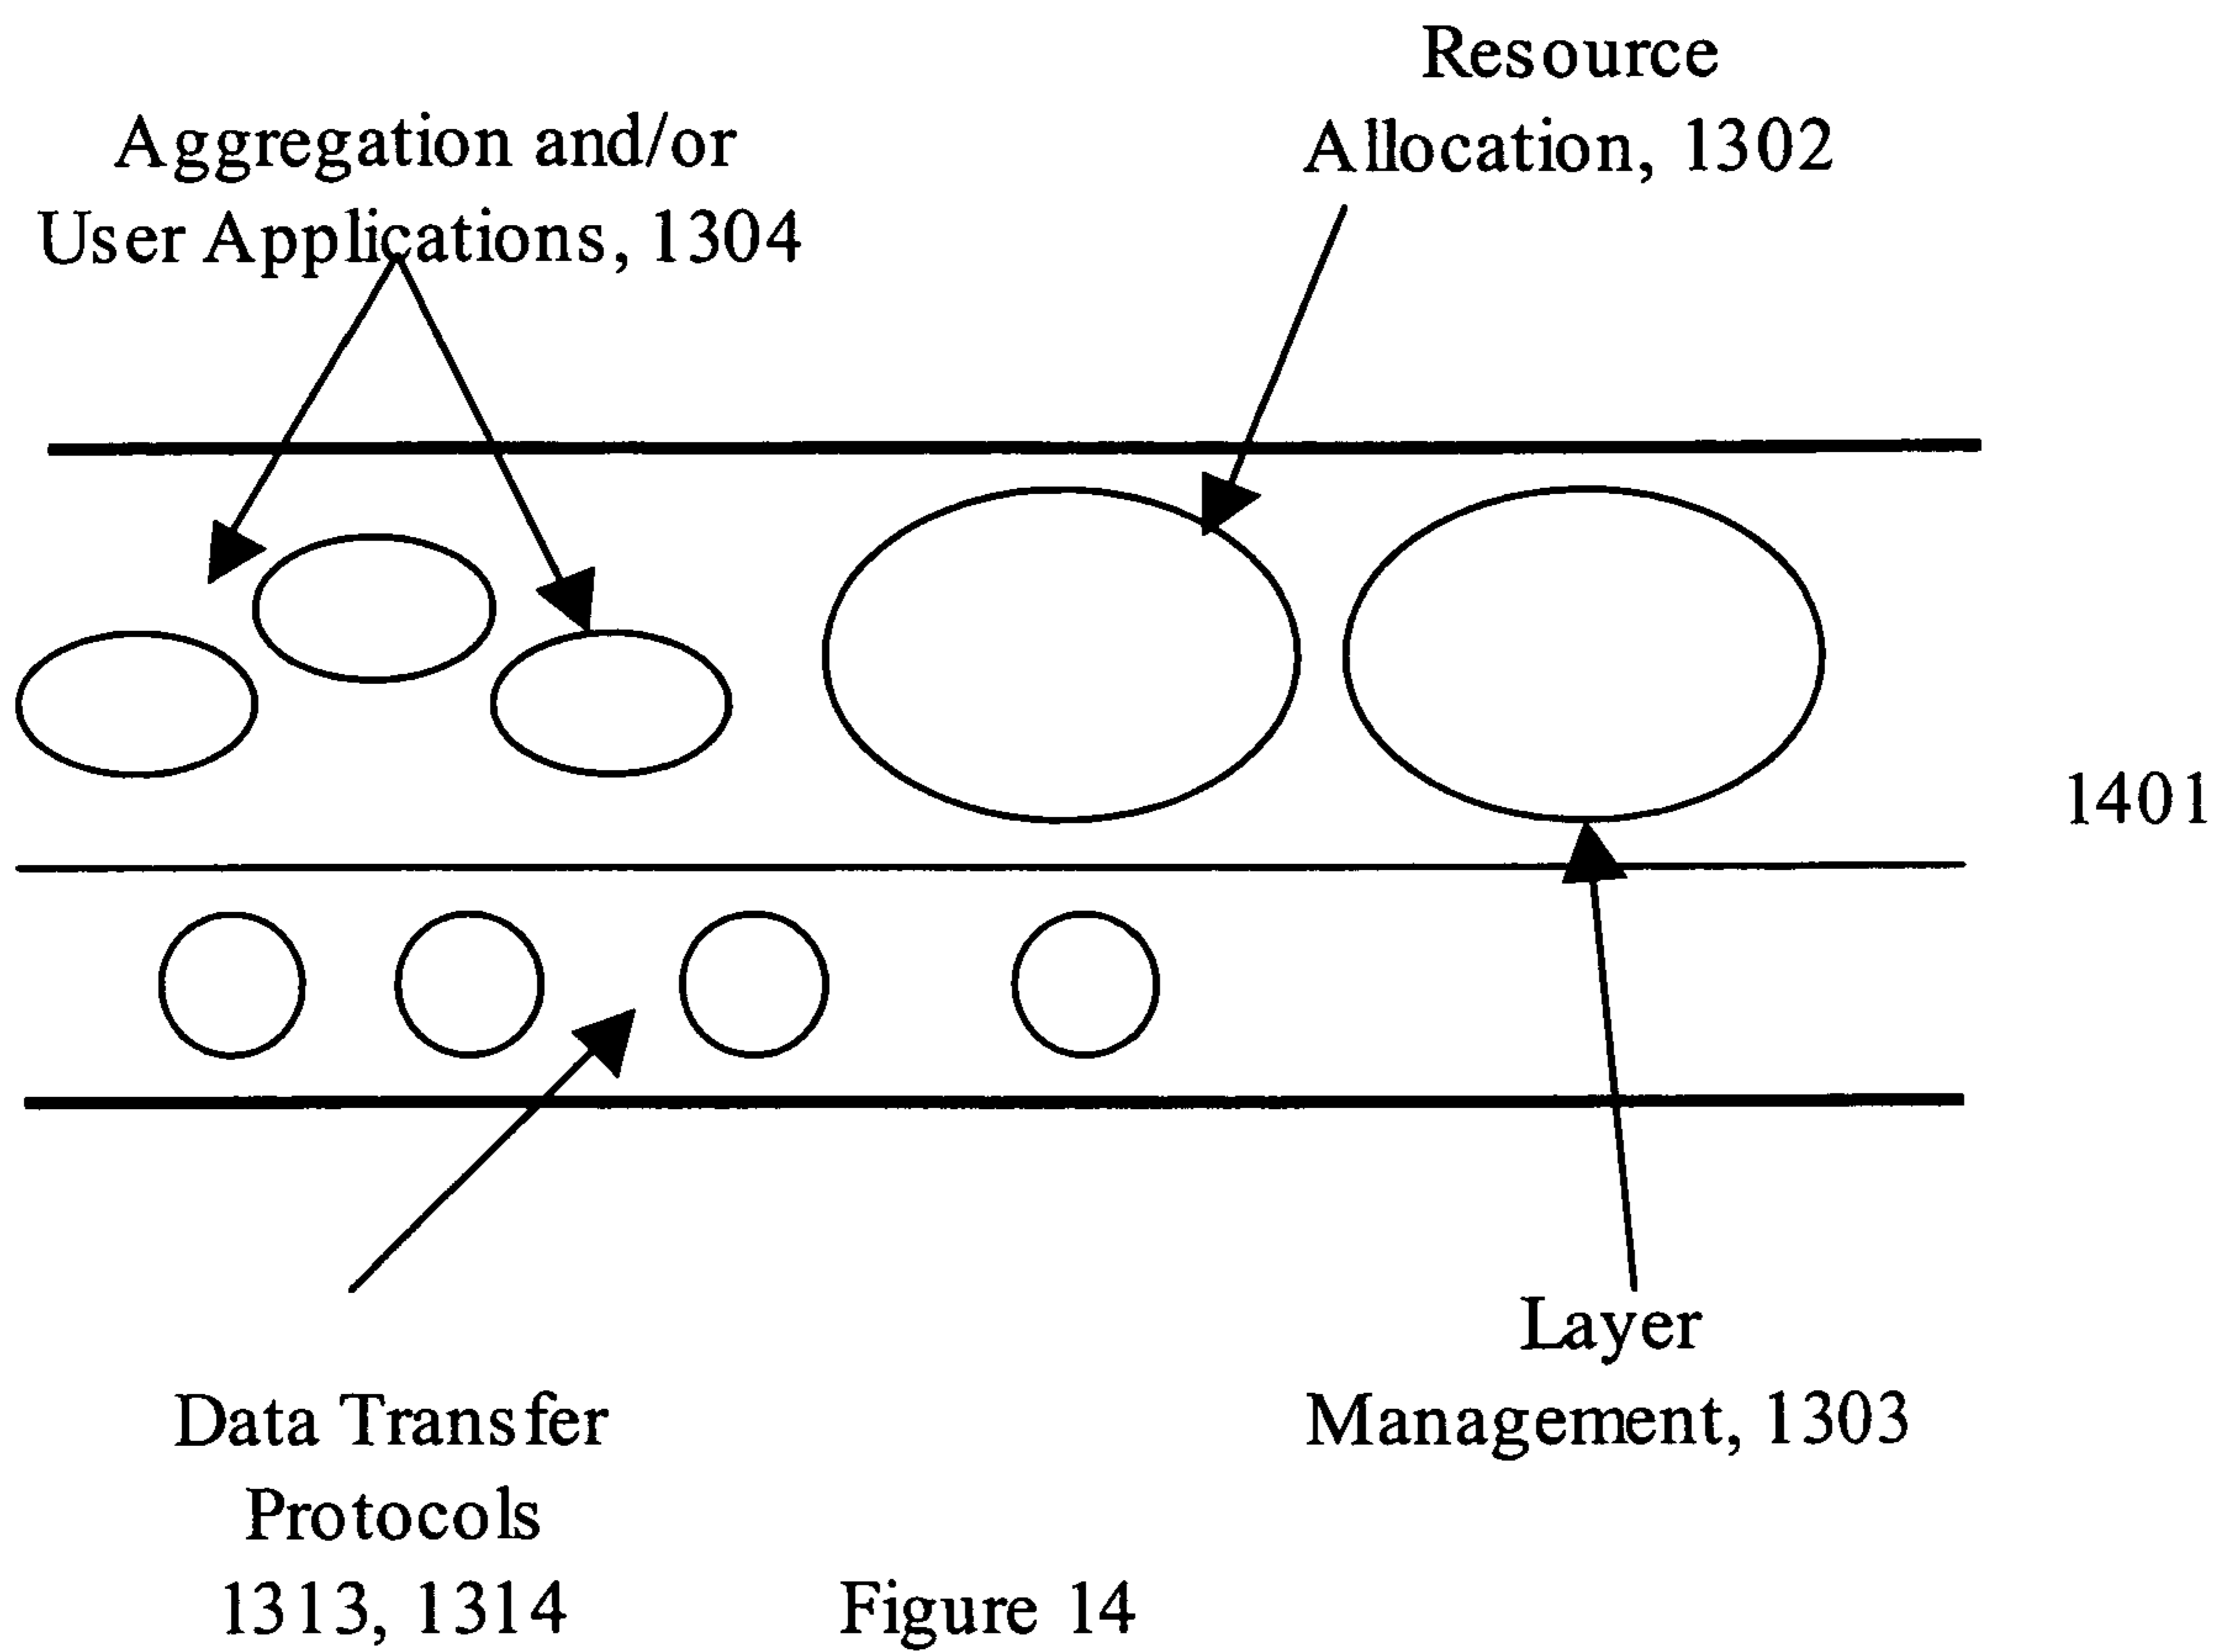 Resource
Allocation, 1302
Aggregation and/or
User Applications, 1304
1401
Layer
Management, 1303
Data Transfer
Protocols
1313, 1314
Figure 14